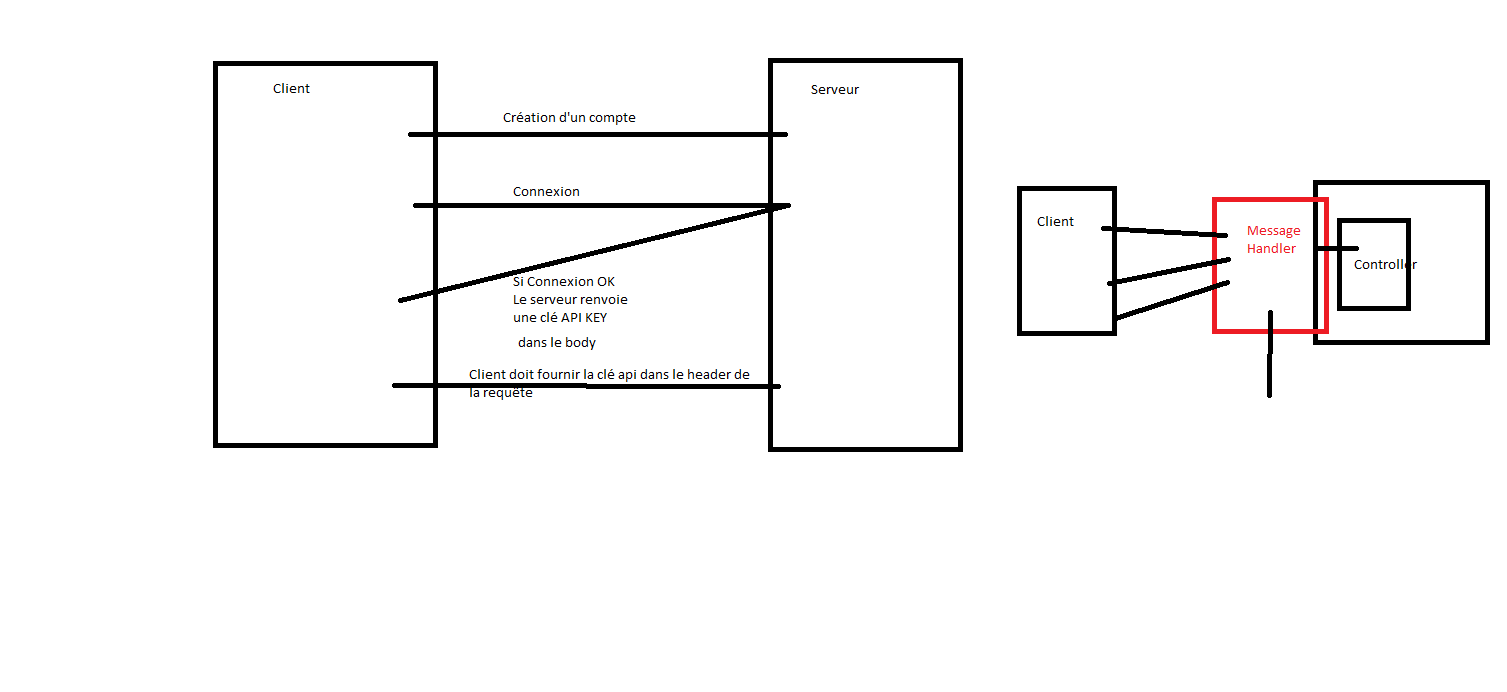 Client
Serveur
Création d'un compte
Connexion
Si Connexion OK
Le serveur renvoie
une clé API KEY
dans le body
Client doit fournir la clé api dans le header de
la requête
Client
Message
Handler
Controller